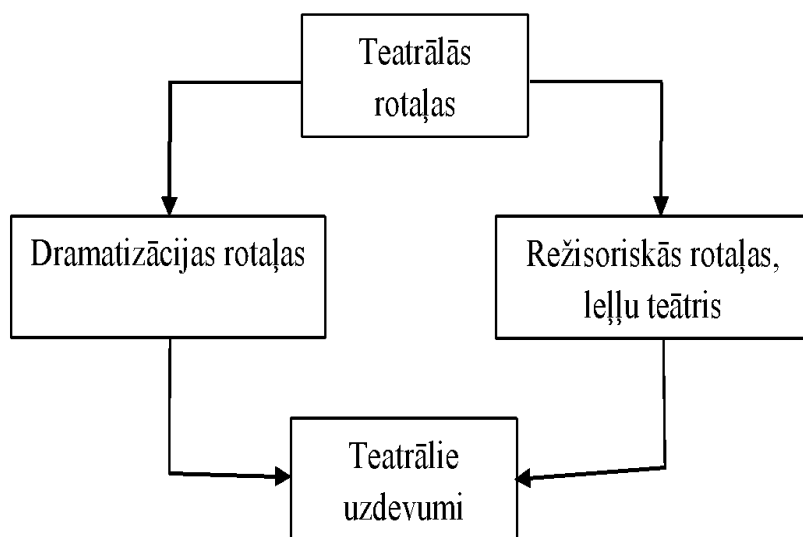 Teatrālās
rotaļas
Dramatizācijas rotaļas
Režisoriskās rotaļas,
leļļu teātris
Teatrālie
uzdevumi